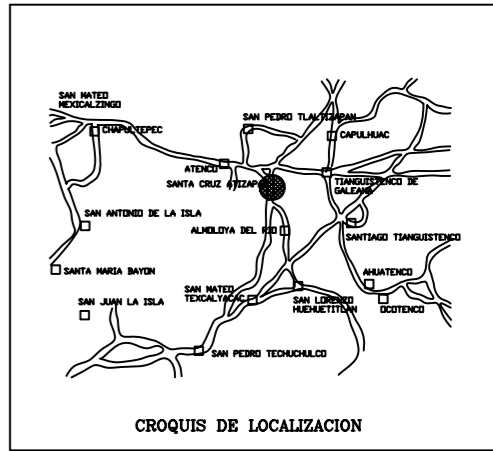 SAN MATEO
MEXICALZINGO
CHAPULTEPEC
SAN PEDRO TLALTIZAPAN
CAPULHUAC
ATENCO
SANTA CRUZ ATIZAP
TIANGUISTENCO DE
GALEANA
SAN ANTONIO DE LA ISLA
ALMOLOYA DEL RIO
SANTIAGO TIANGUISTENCO
SANTA MARIA BAYON
SAN MATEO
TEXCALYACAC
AHUATENCO
SAN JUAN LA ISLA
SAN LORENZO
HUEHUETITLAN
OCOTENCO
SAN PEDRO TECHUCHULCO
CROQUIS DE LOCALIZACION